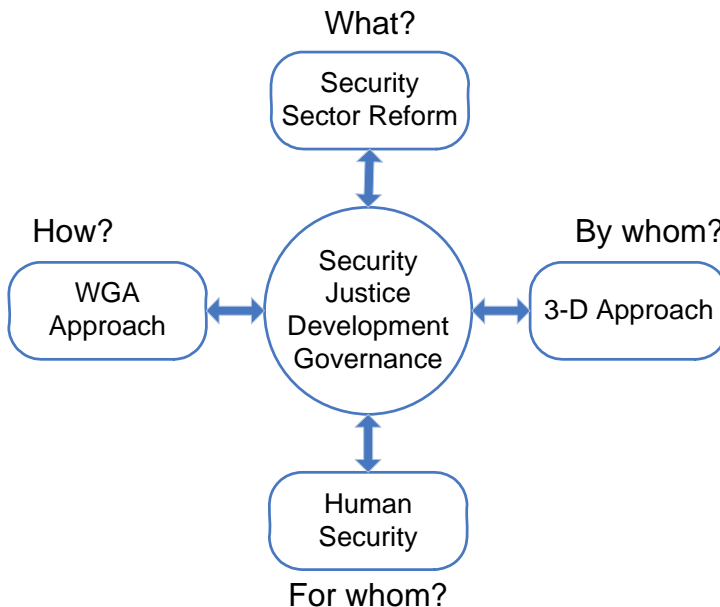 What?
Security
Sector Reform
How?
WGA
Approach
Security
Justice
Development
Governance
By whom?
3-D Approach
Human
Security
For whom?